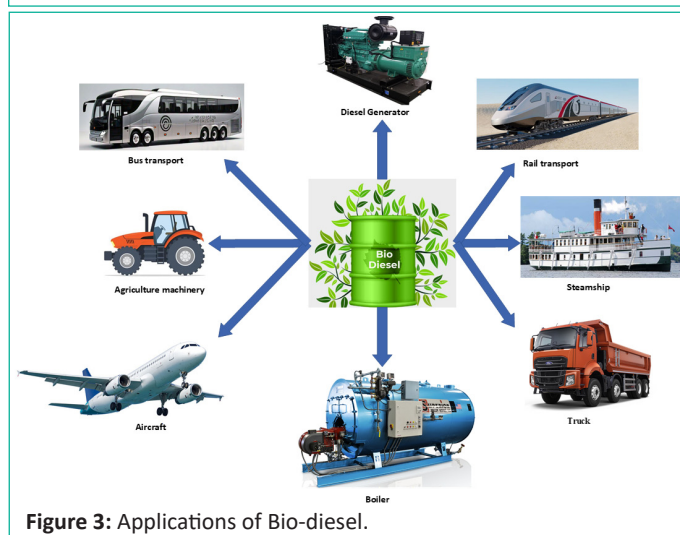 Diesel Generator
Bus transport
Rail transport
Bio
Diesel
Agriculture machinery
Steamship
Aircraft
Truck
Boiler
Figure 3: Applications of Bio-diesel.